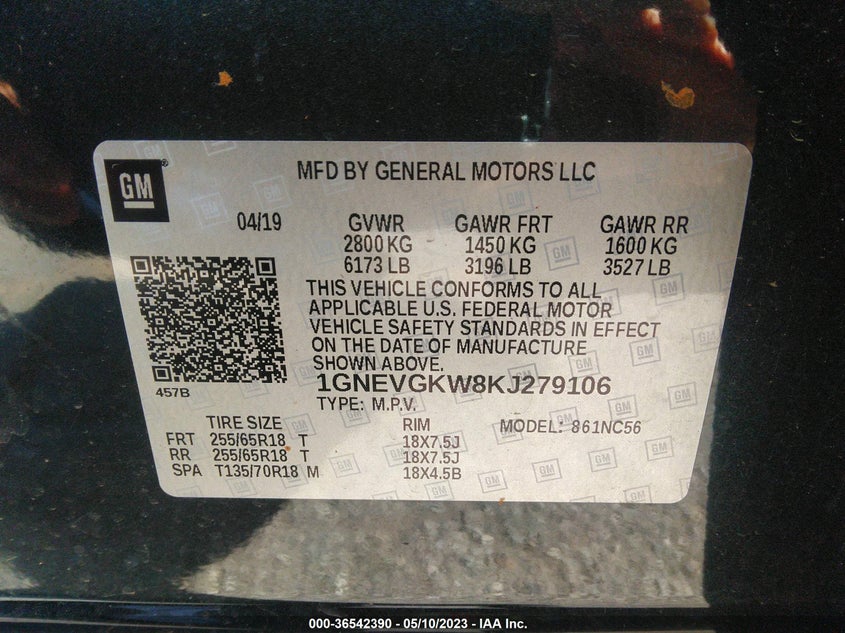 GM
MFD BY GENERAL MOTORS LLC
04/19 GVWR GAWR FRT GAWR RR
2800 KG 1450 KG 1600 KG
6173 LB 3196 LB 3527 LB
THIS VEHICLE CONFORMS TO ALL
APPLICABLE U.S. FEDERAL MOTOR
VEHICLE SAFETY STANDARDS IN EFFECT
ON THE DATE OF MANUFACTURE
SHOWN ABOVE.
1GNEVGKW8KJ279106
457B
TYPE: M.P.V.
TIRE SIZE RIM MODEL: 861NC56
FRT 255/65R18 T 18X7.5J
RR 255/65R18 T 18X7.5J
SPA T135/70R18 M 18X4.5B
000-36542390 - 05/10/2023 - IAA Inc.